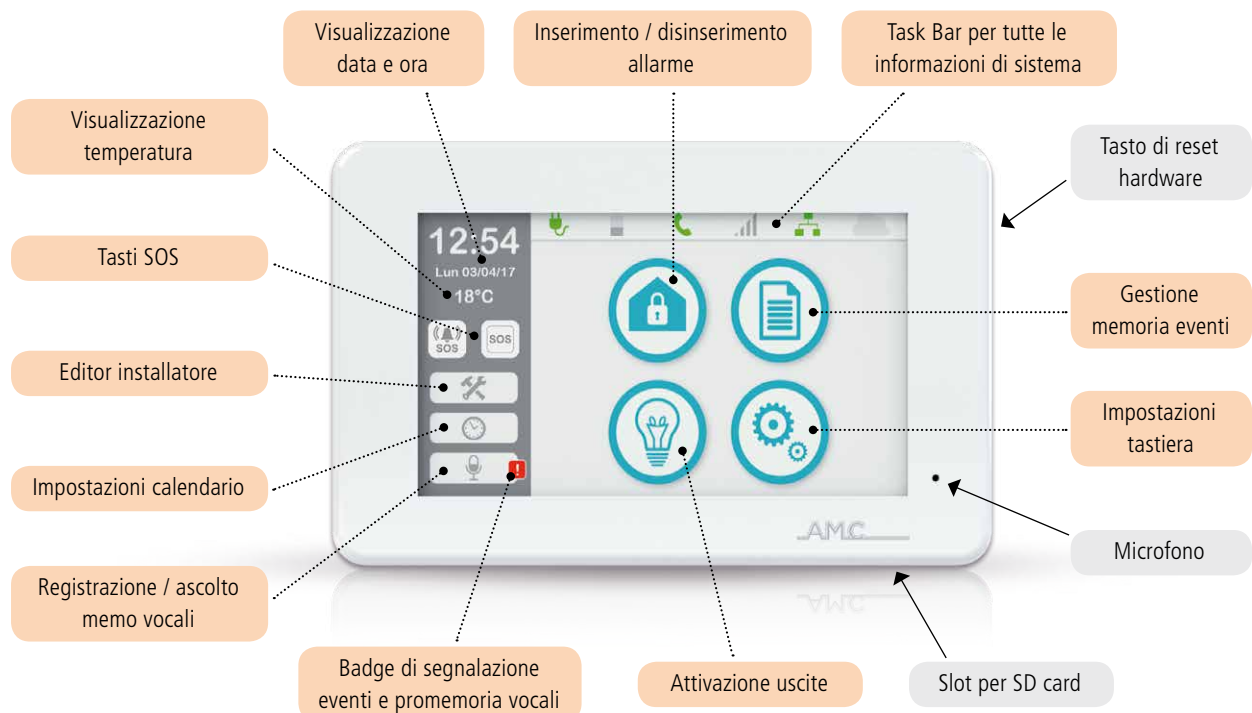 Visualizzazione
data e ora
Inserimento / disinserimento
allarme
Task Bar per tutte le
informazioni di sistema
Visualizzazione
temperatura
Tasto di reset
hardware
Tasti SOS
12.54
Lun 03/04/17
18°C
SOS
SOS
Gestione
memoria eventi
Editor installatore
Impostazioni
tastiera
Impostazioni calendario
AMC
Microfono
Registrazione / ascolto
memo vocali
Badge di segnalazione
eventi e promemoria vocali
Attivazione uscite
Slot per SD card